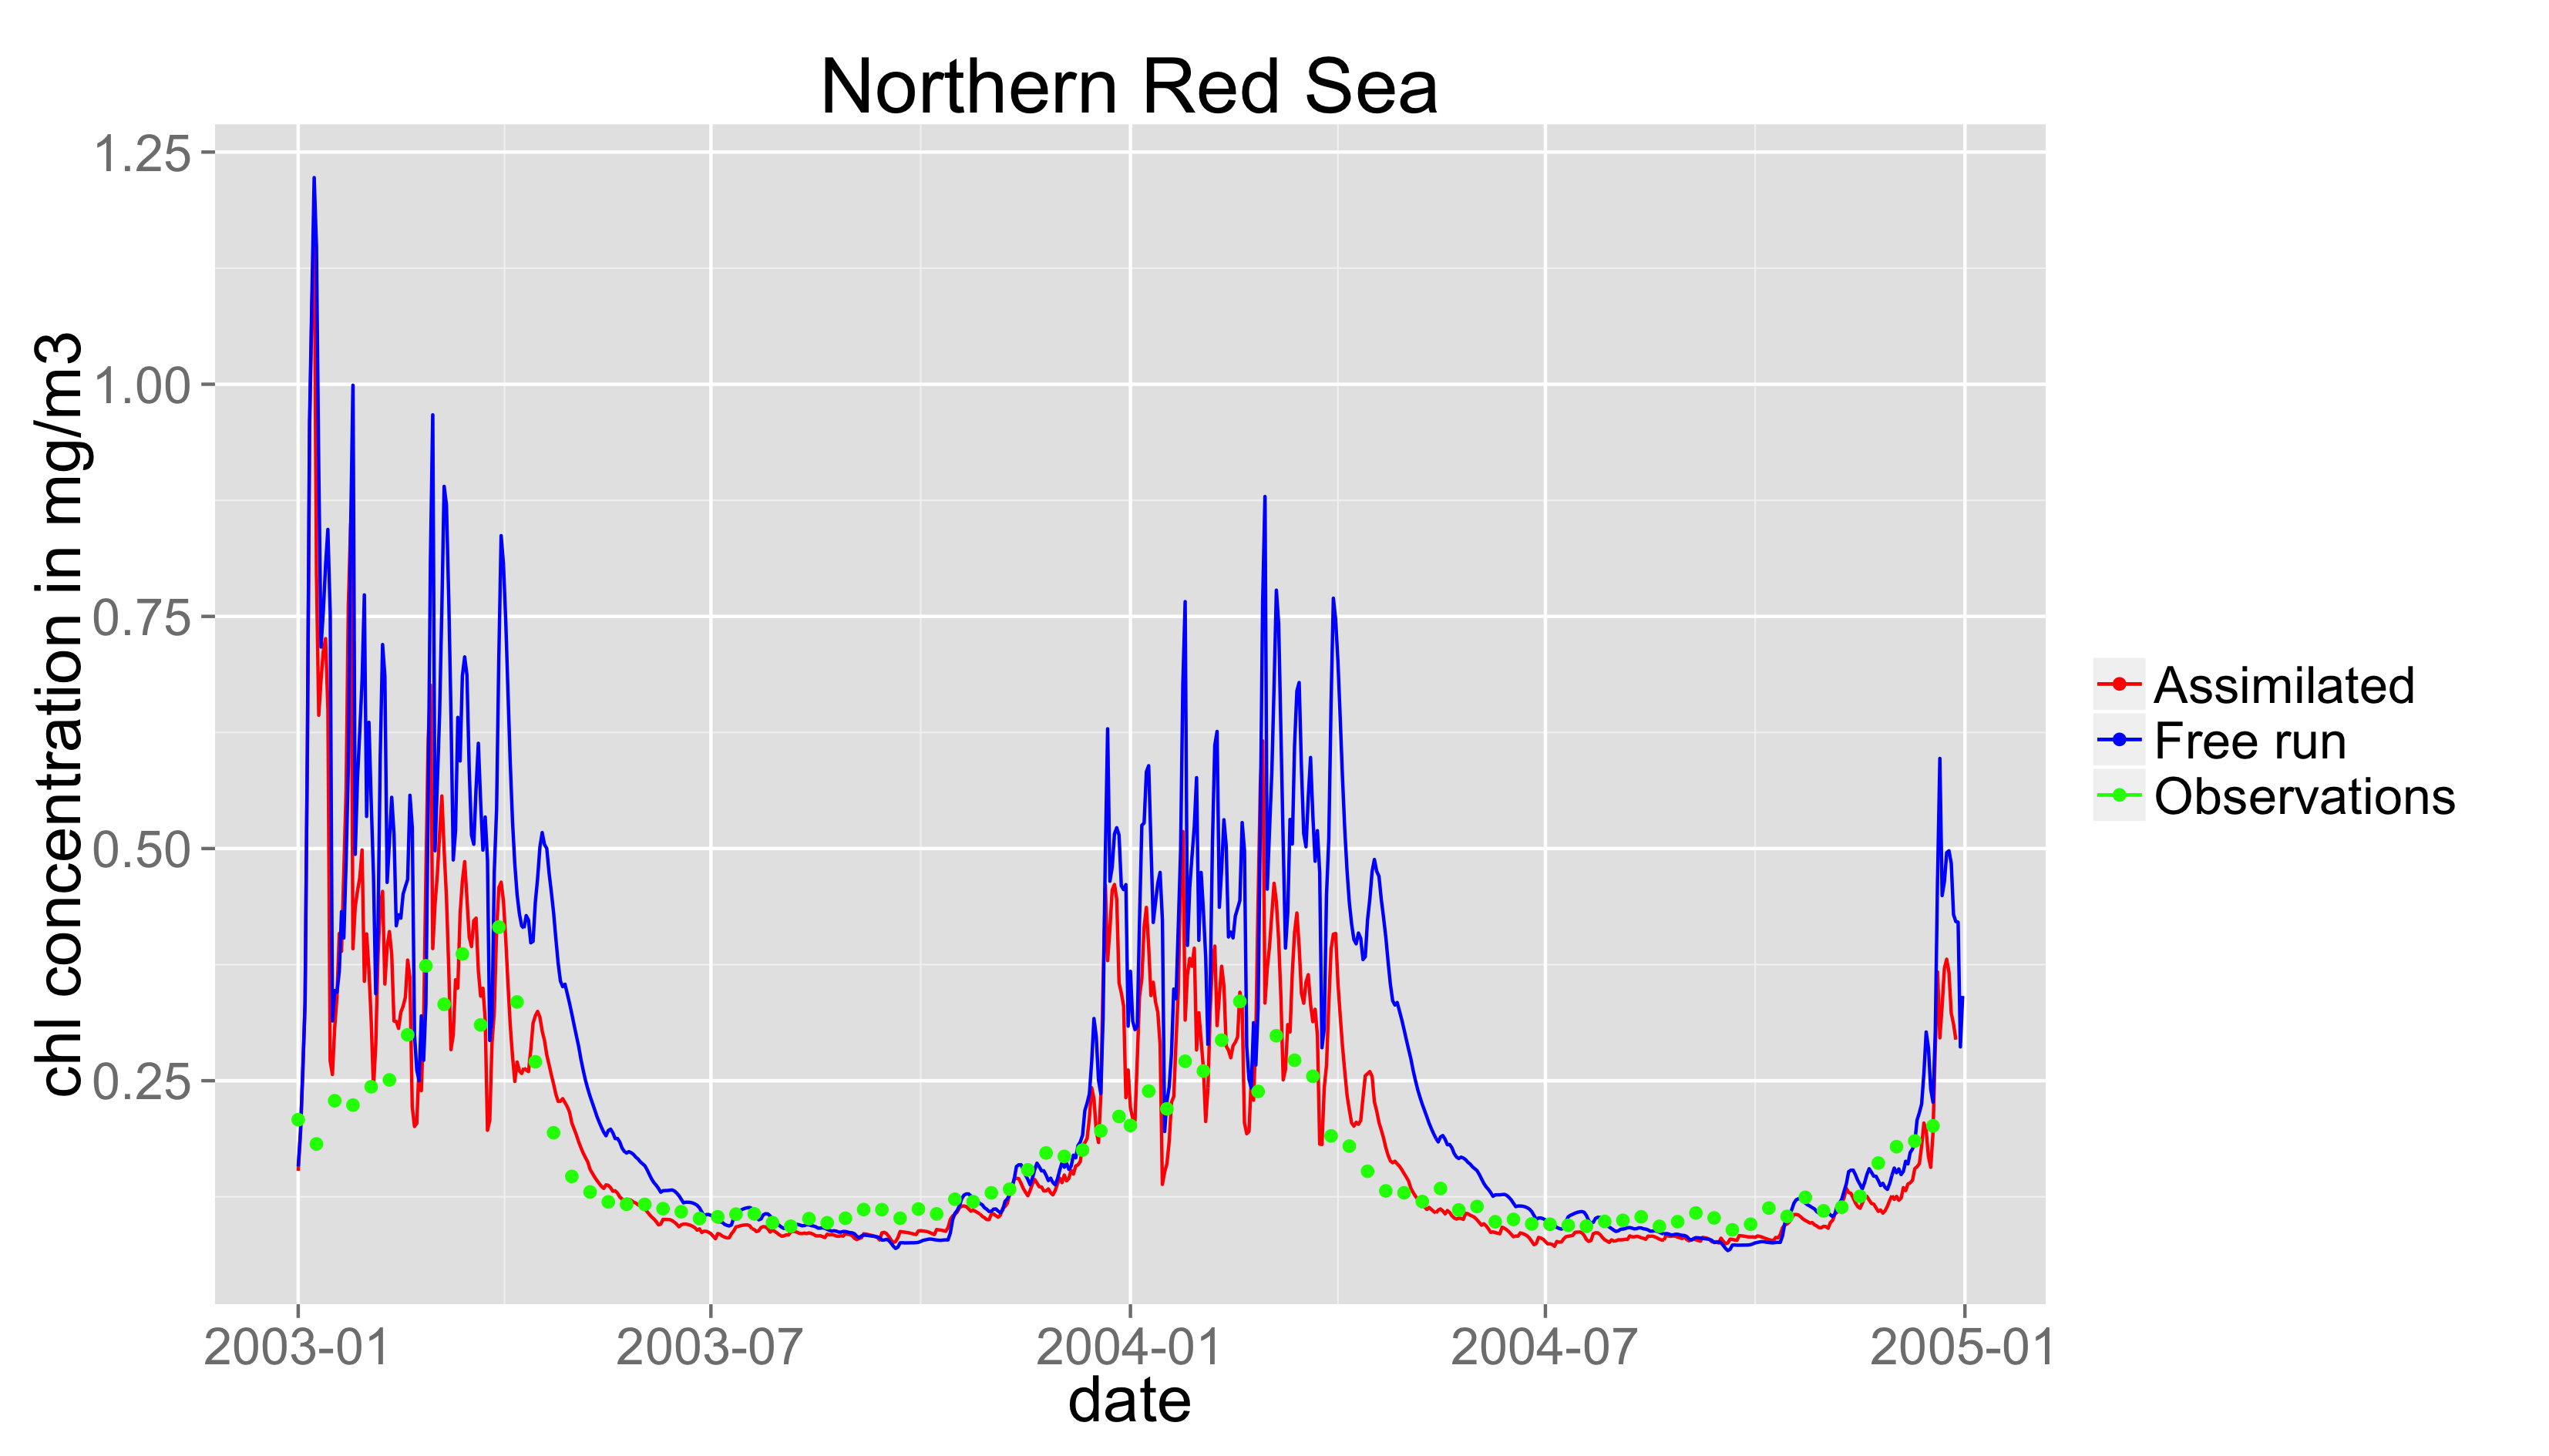 Northern Red Sea
chl concentration in mg/m3
1.25
1.00
0.75
0.50
0.25
2003-01
2003-07
2004-01
2004-07
2005-01
date
Assimilated
Free run
Observations